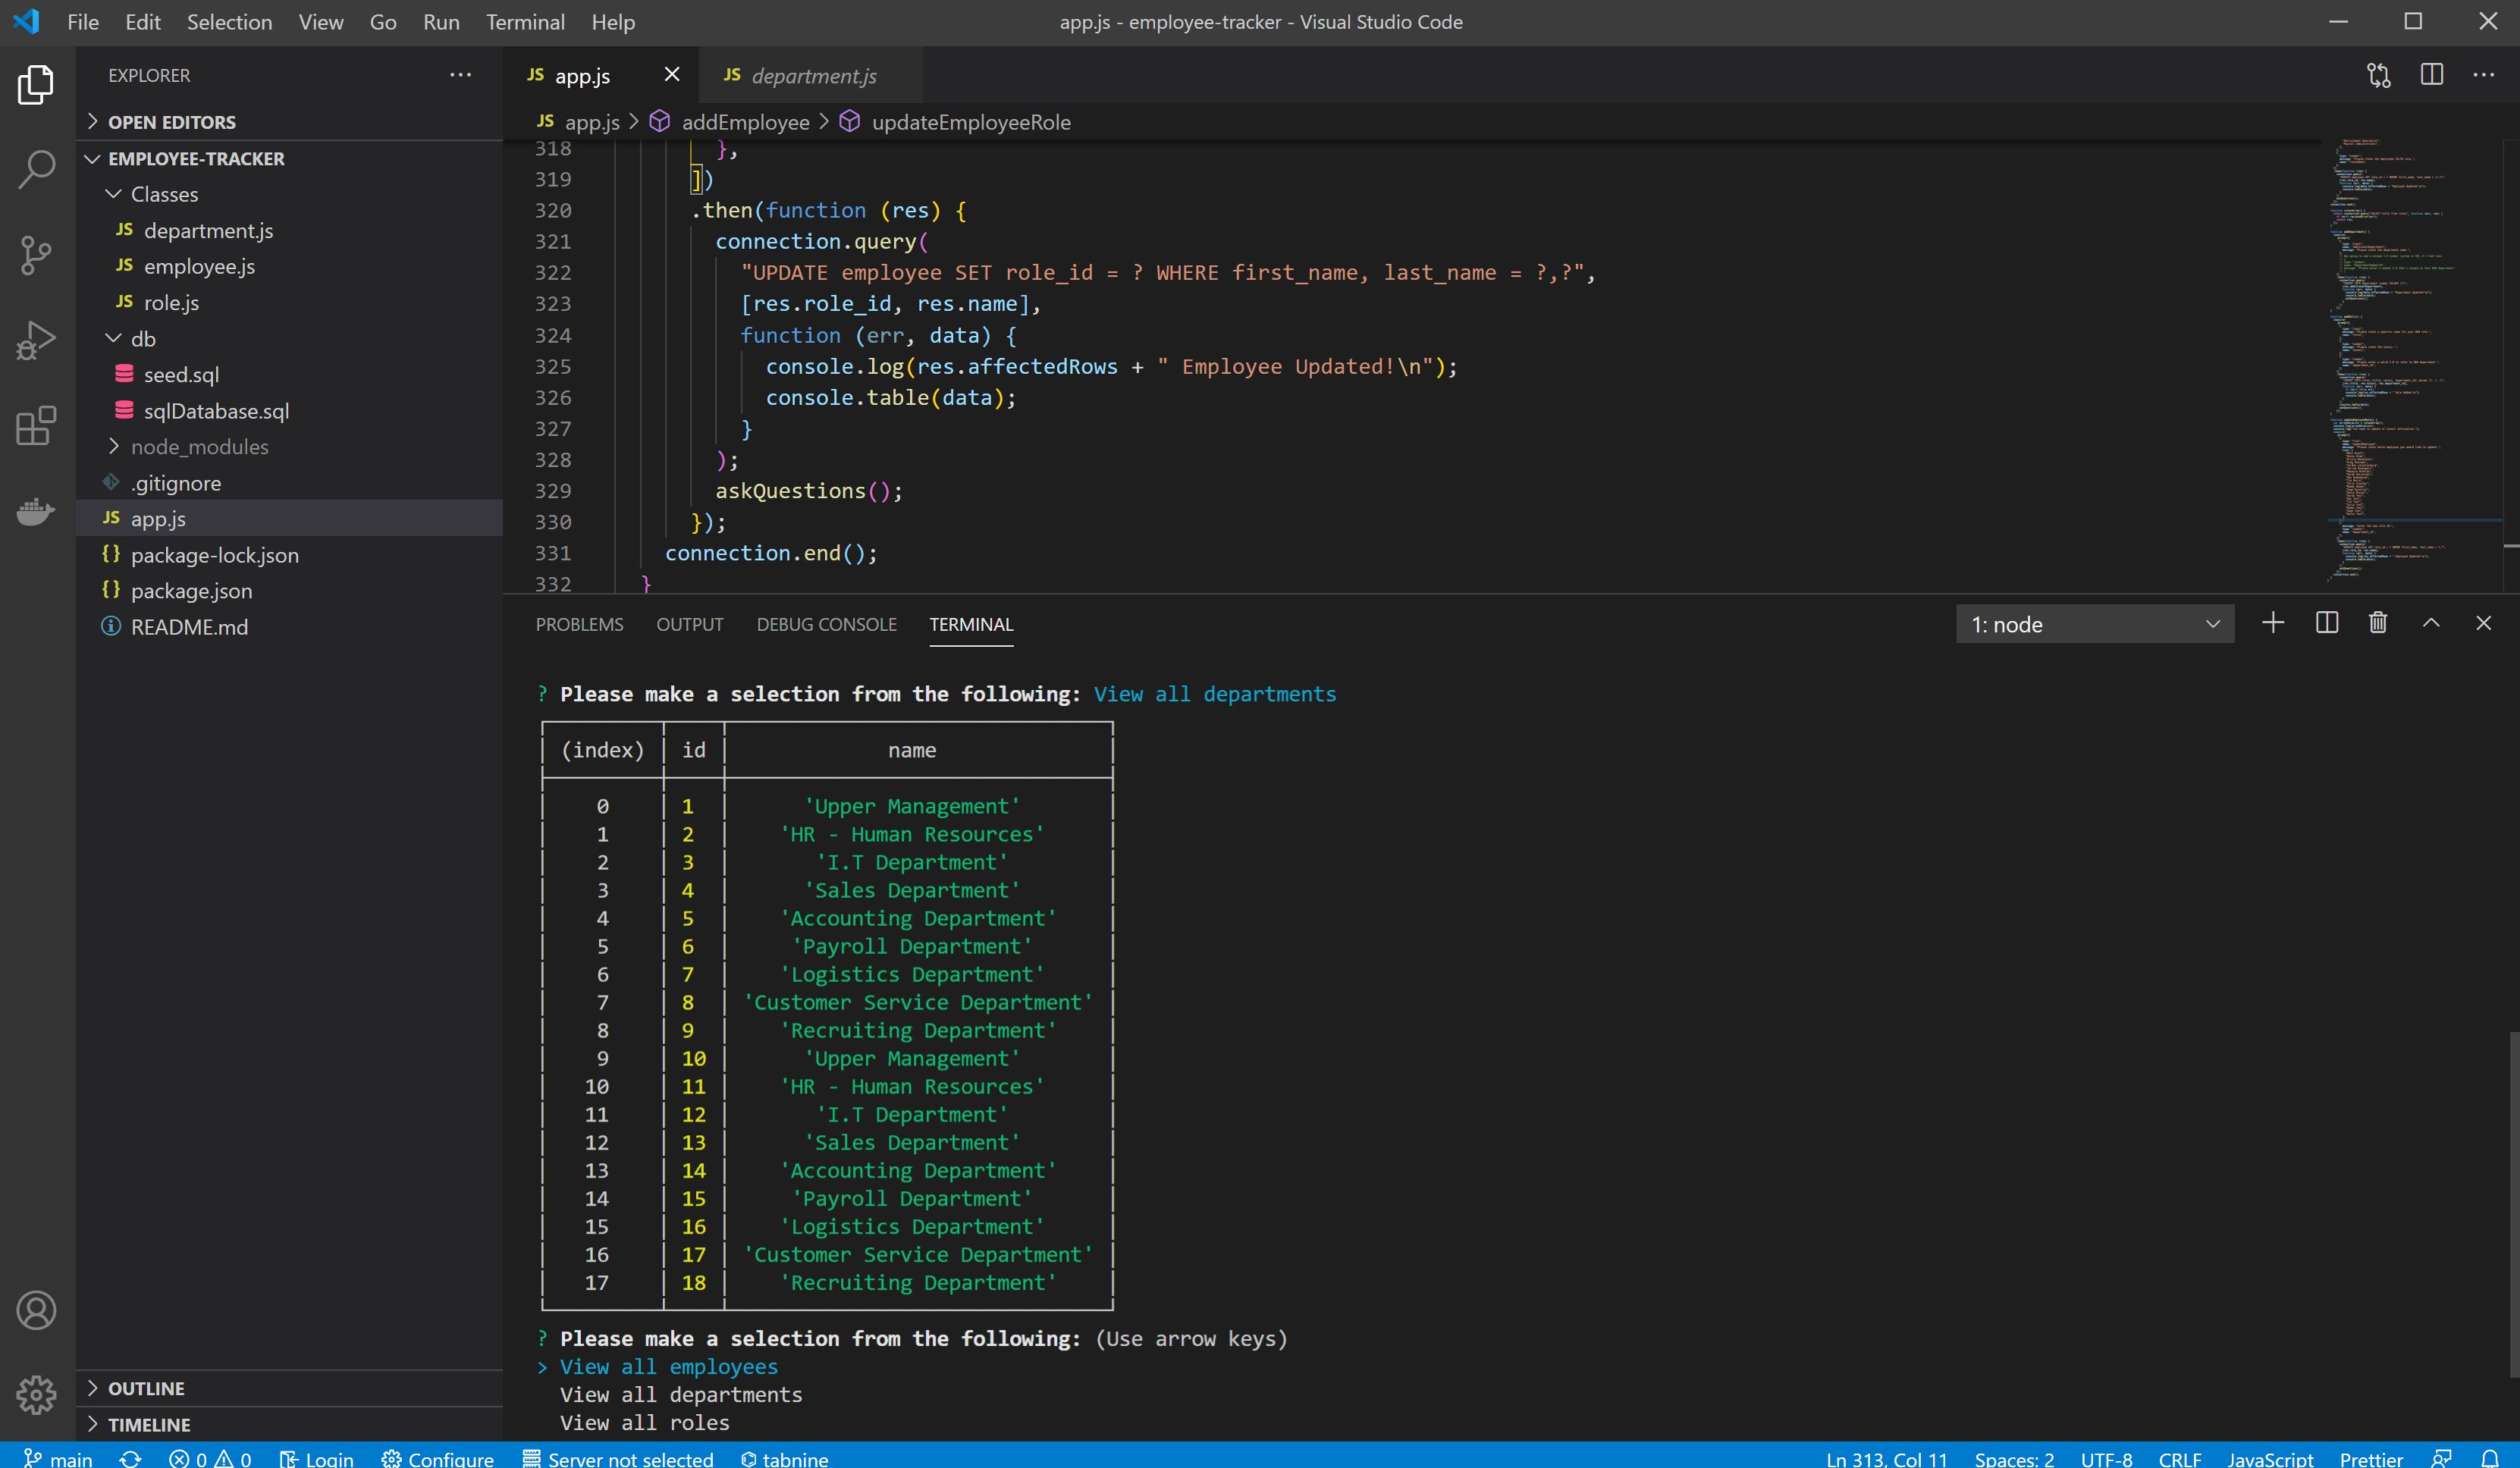 File Edit Selection View Go Run Terminal Help
app.js - employee-tracker - Visual Studio Code
EXPLORER
OPEN EDITORS
EMPLOYEE-TRACKER
Classes
JS department.js
JS employee.js
JS role.js
db
seed.sql
sqlDatabase.sql
node_modules
.gitignore
JS app.js
{} package-lock.json
{} package.json
README.md
OUTLINE
TIMELINE
JS app.js
JS department.js
JS app.js > addEmployee > updateEmployeeRole
318 },
319 ])
320 .then(function (res) {
321 connection.query(
322 "UPDATE employee SET role_id = ? WHERE first_name, last_name = ?,?",
323 [res.role_id, res.name],
324 function (err, data) {
325 console.log(res.affectedRows + " Employee Updated!\n");
326 console.table(data);
327 }
328 );
329 askQuestions();
330 });
331 connection.end();
332 }
PROBLEMS OUTPUT DEBUG CONSOLE TERMINAL
1: node
? Please make a selection from the following: View all departments
(index) id name
0 1 'Upper Management'
1 2 'HR - Human Resources'
2 3 'I.T Department'
3 4 'Sales Department'
4 5 'Accounting Department'
5 6 'Payroll Department'
6 7 'Logistics Department'
7 8 'Customer Service Department'
8 9 'Recruiting Department'
9 10 'Upper Management'
10 11 'HR - Human Resources'
11 12 'I.T Department'
12 13 'Sales Department'
13 14 'Accounting Department'
14 15 'Payroll Department'
15 16 'Logistics Department'
16 17 'Customer Service Department'
17 18 'Recruiting Department'
? Please make a selection from the following: (Use arrow keys)
> View all employees
View all departments
View all roles
main 0 0 Login Configure Server not selected tabnine
Ln 313, Col 11 Spaces: 2 UTF-8 CRLF JavaScript Prettier